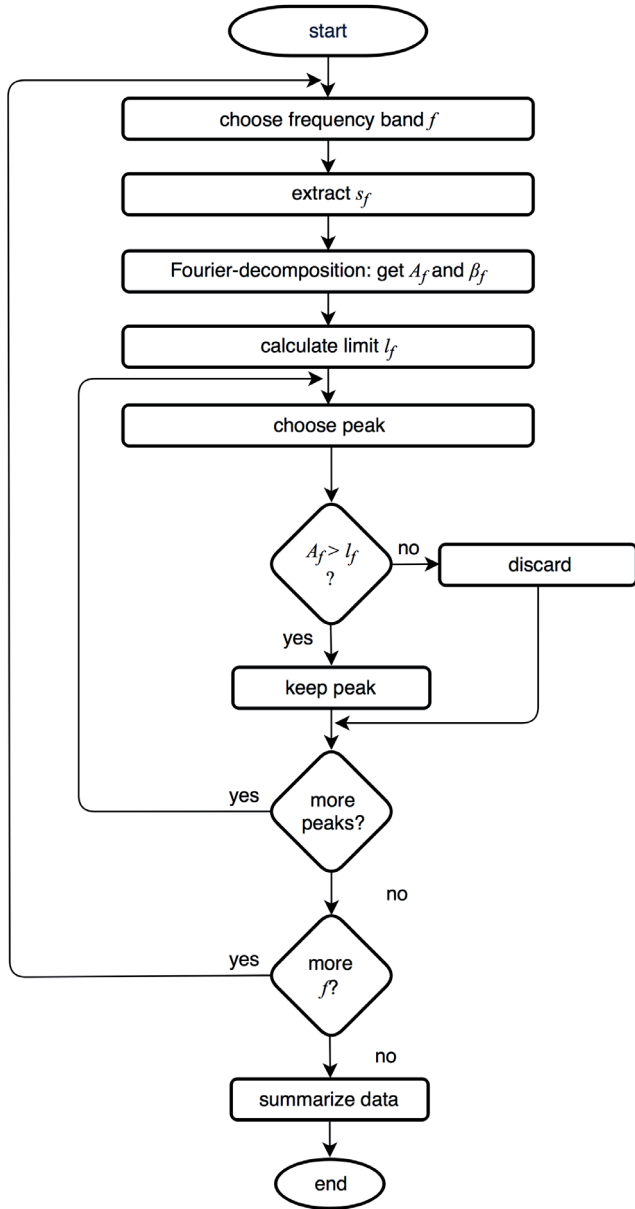 start
choose frequency band f
extract s_f
Fourier-decomposition: get A_f and β_f
calculate limit l_f
choose peak
A_f > l_f
?
no
discard
yes
keep peak
yes
more
peaks?
no
yes
more
f?
no
summarize data
end